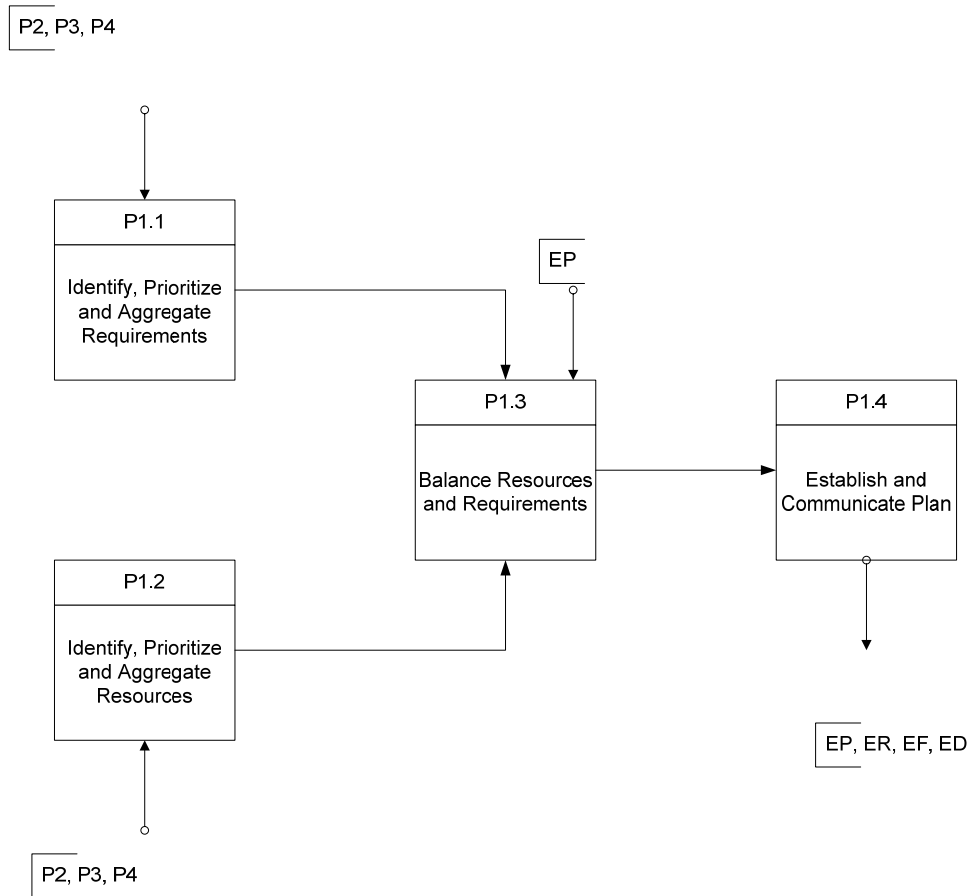 P2, P3, P4
P1.1
Identify, Prioritize
and Aggregate
Requirements
EP
P1.3
Balance Resources
and Requirements
P1.4
Establish and
Communicate Plan
P1.2
Identify, Prioritize
and Aggregate
Resources
EP, ER, EF, ED
P2, P3, P4